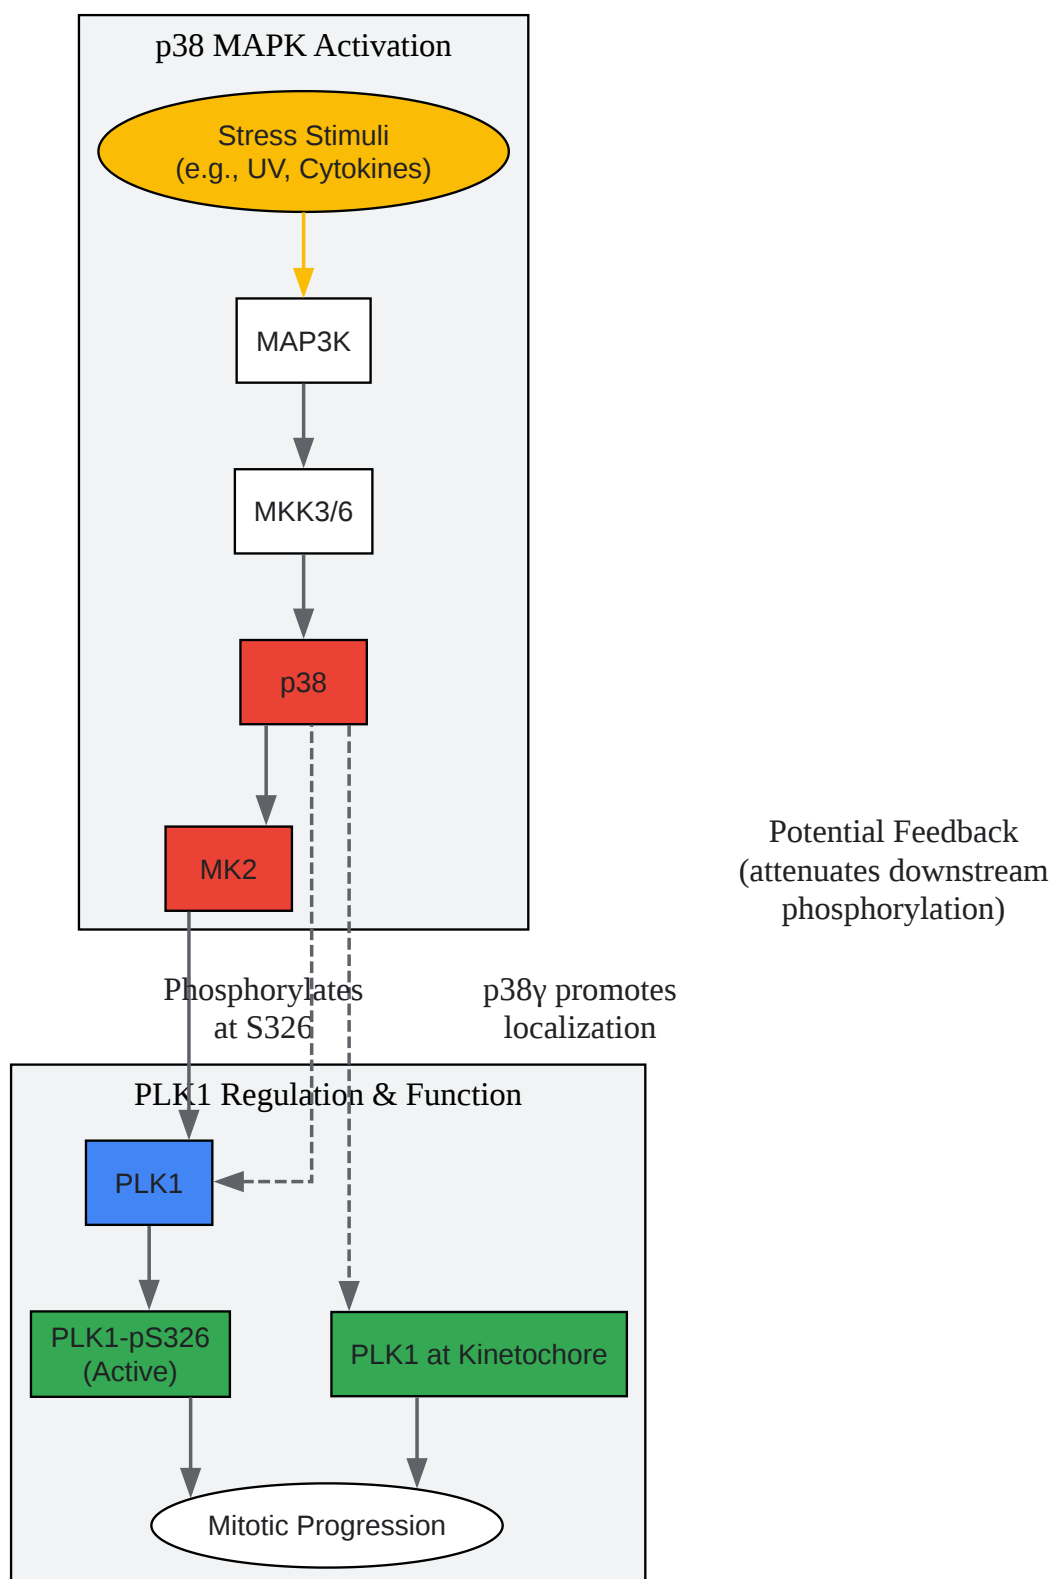 p38 MAPK Activation
Stress Stimuli
(e.g., UV, Cytokines)
MAP3K
MKK3/6
p38
MK2
Potential Feedback
(attenuates downstream
phosphorylation)
Phosphorylates
at S326
p38γ promotes
localization
PLK1 Regulation & Function
PLK1
PLK1-pS326
(Active)
PLK1 at Kinetochore
Mitotic Progression